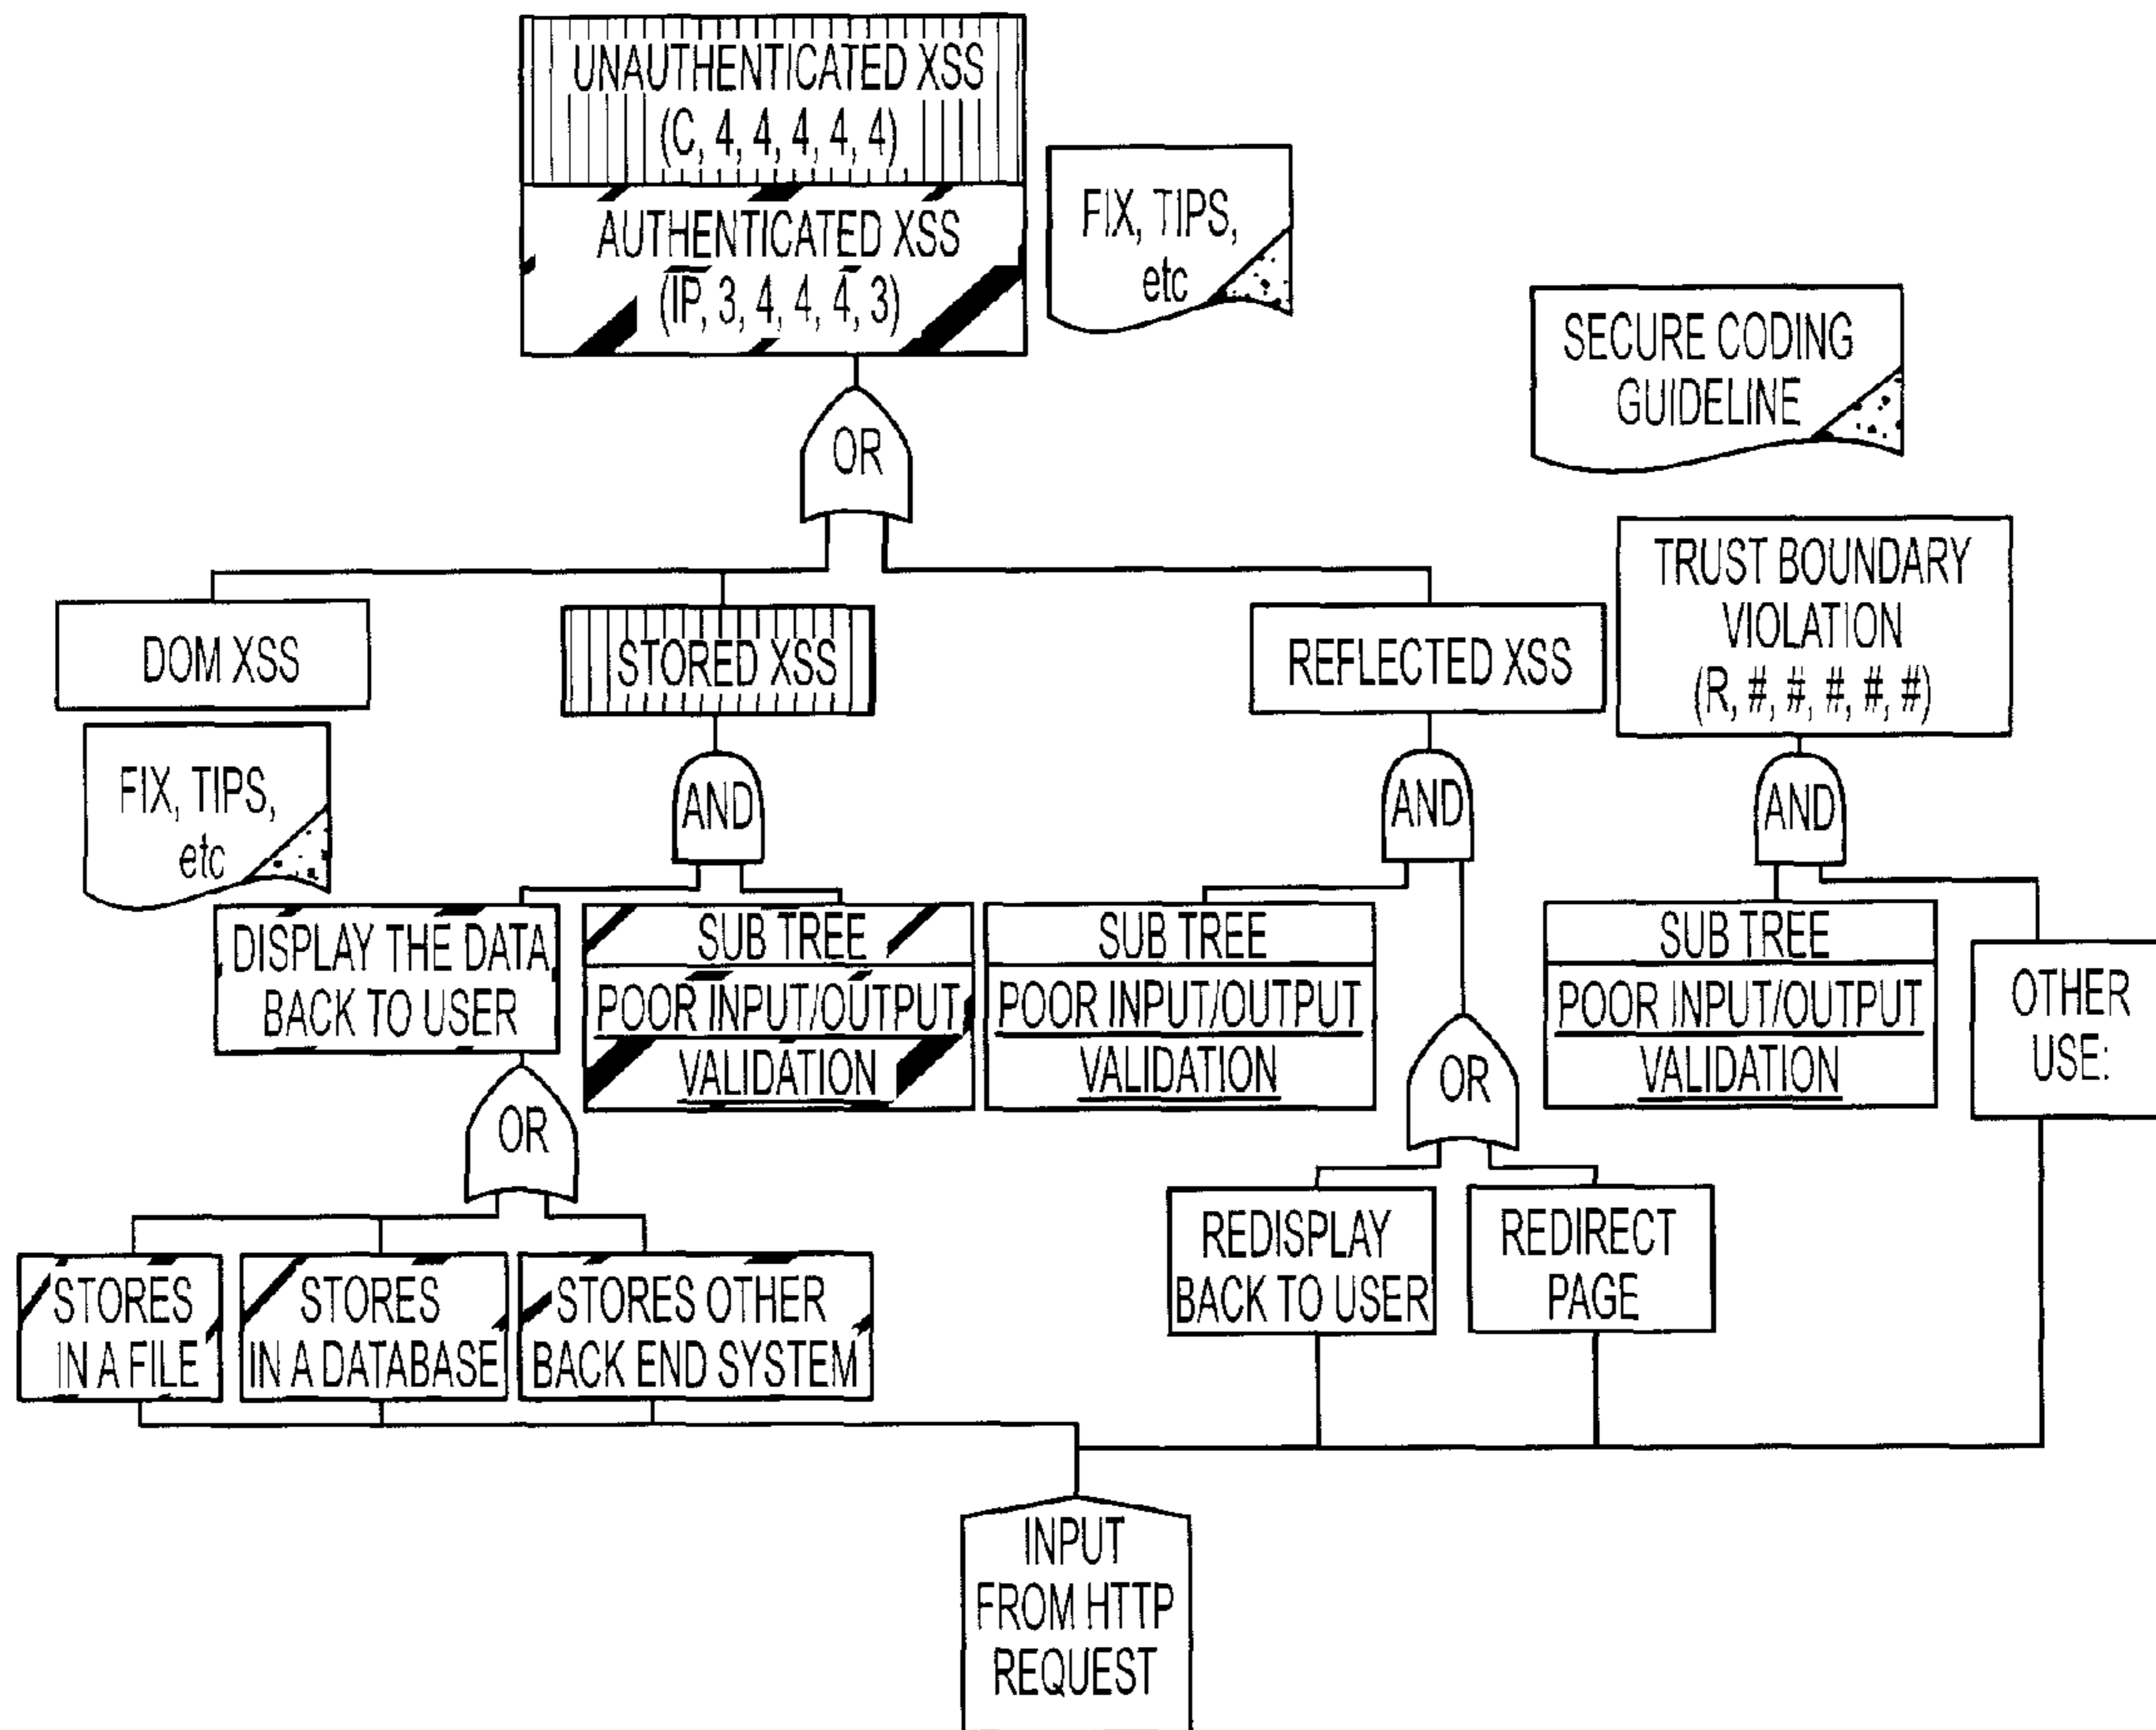 UNAUTHENTICATED XSS
(C, 4, 4, 4, 4, 4)
AUTHENTICATED XSS
(IP, 3, 4, 4, 4, 3)
FIX, TIPS,
etc
SECURE CODING
GUIDELINE
OR
TRUST BOUNDARY
VIOLATION
(R, #, #, #, #, #)
DOM XSS
STORED XSS
REFLECTED XSS
FIX, TIPS,
etc
AND
AND
AND
DISPLAY THE DATA
BACK TO USER
SUB TREE
POOR INPUT/OUTPUT
VALIDATION
SUB TREE
POOR INPUT/OUTPUT
VALIDATION
SUB TREE
POOR INPUT/OUTPUT
VALIDATION
OTHER
USE:
OR
OR
STORES
IN A FILE
STORES
IN A DATABASE
STORES OTHER
BACK END SYSTEM
REDISPLAY
BACK TO USER
REDIRECT
PAGE
INPUT
FROM HTTP
REQUEST